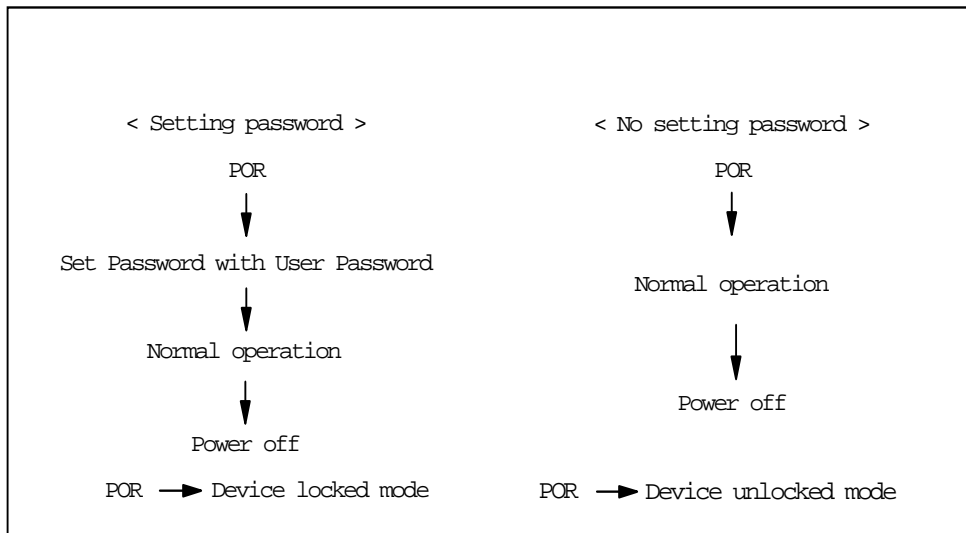 < Setting password >
POR
Set Password with User Password
Normal operation
Power off
POR → Device locked mode
< No setting password >
POR
Normal operation
Power off
POR → Device unlocked mode